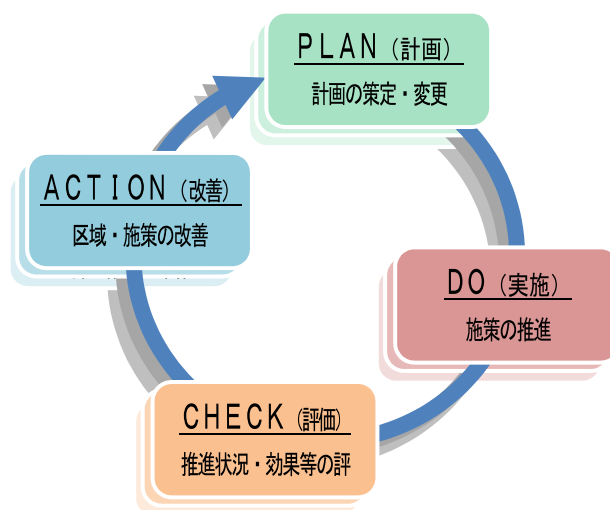 PLAN（計画）
計画の策定・変更
ACTION（改善）
区域・施策の改善
DO（実施）
施策の推進
CHECK（評価）
推進状況・効果等の評